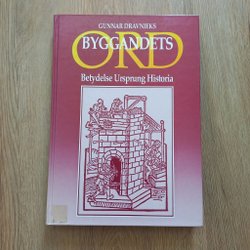 GUNNAR DRAVNIEKS
BYGGANDETS
ORD
Betydelse Ursprung Historia